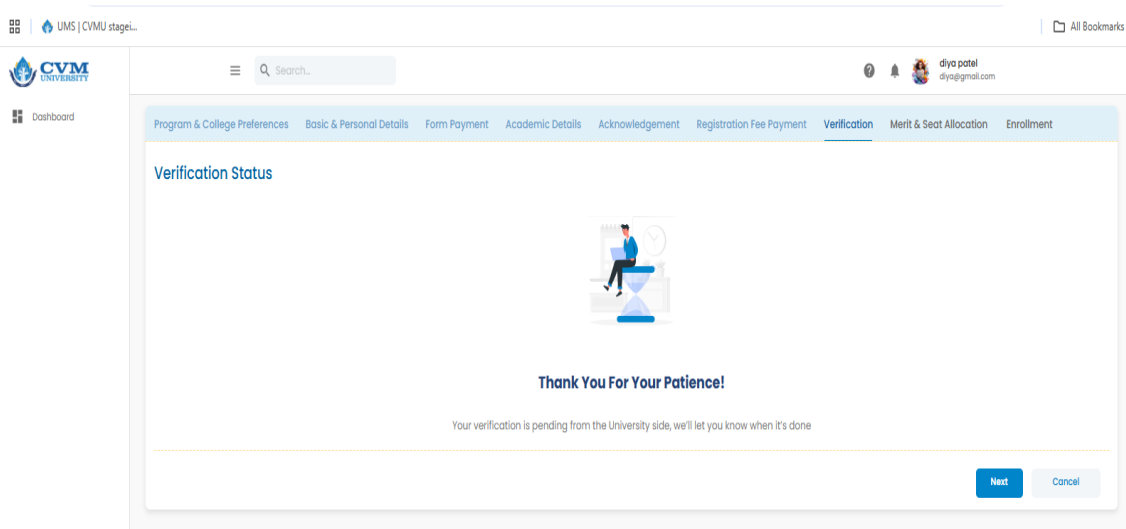 UMS | CVMU stagei...
All Bookmarks
CVM
UNIVERSITY
Search..
diya patel
diya@gmail.com
Dashboard
Program & College Preferences Basic & Personal Details Form Payment Academic Details Acknowledgement Registration Fee Payment Verification Merit & Seat Allocation Enrollment
Verification Status
Thank You For Your Patience!
Your verification is pending from the University side, we'll let you know when it's done
Next Cancel